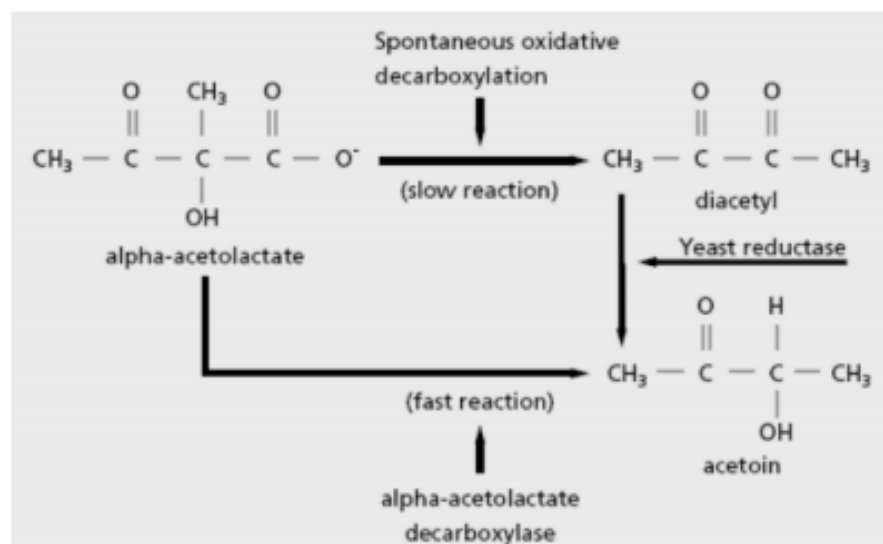 Spontaneous oxidative
decarboxylation
O CH₃ O
CH₃ — C — C — C — O⁻
OH
alpha-acetolactate
(slow reaction)
O O
CH₃ — C — C — CH₃
diacetyl
Yeast reductase
O H
CH₃ — C — C — CH₃
OH
acetoin
(fast reaction)
alpha-acetolactate
decarboxylase